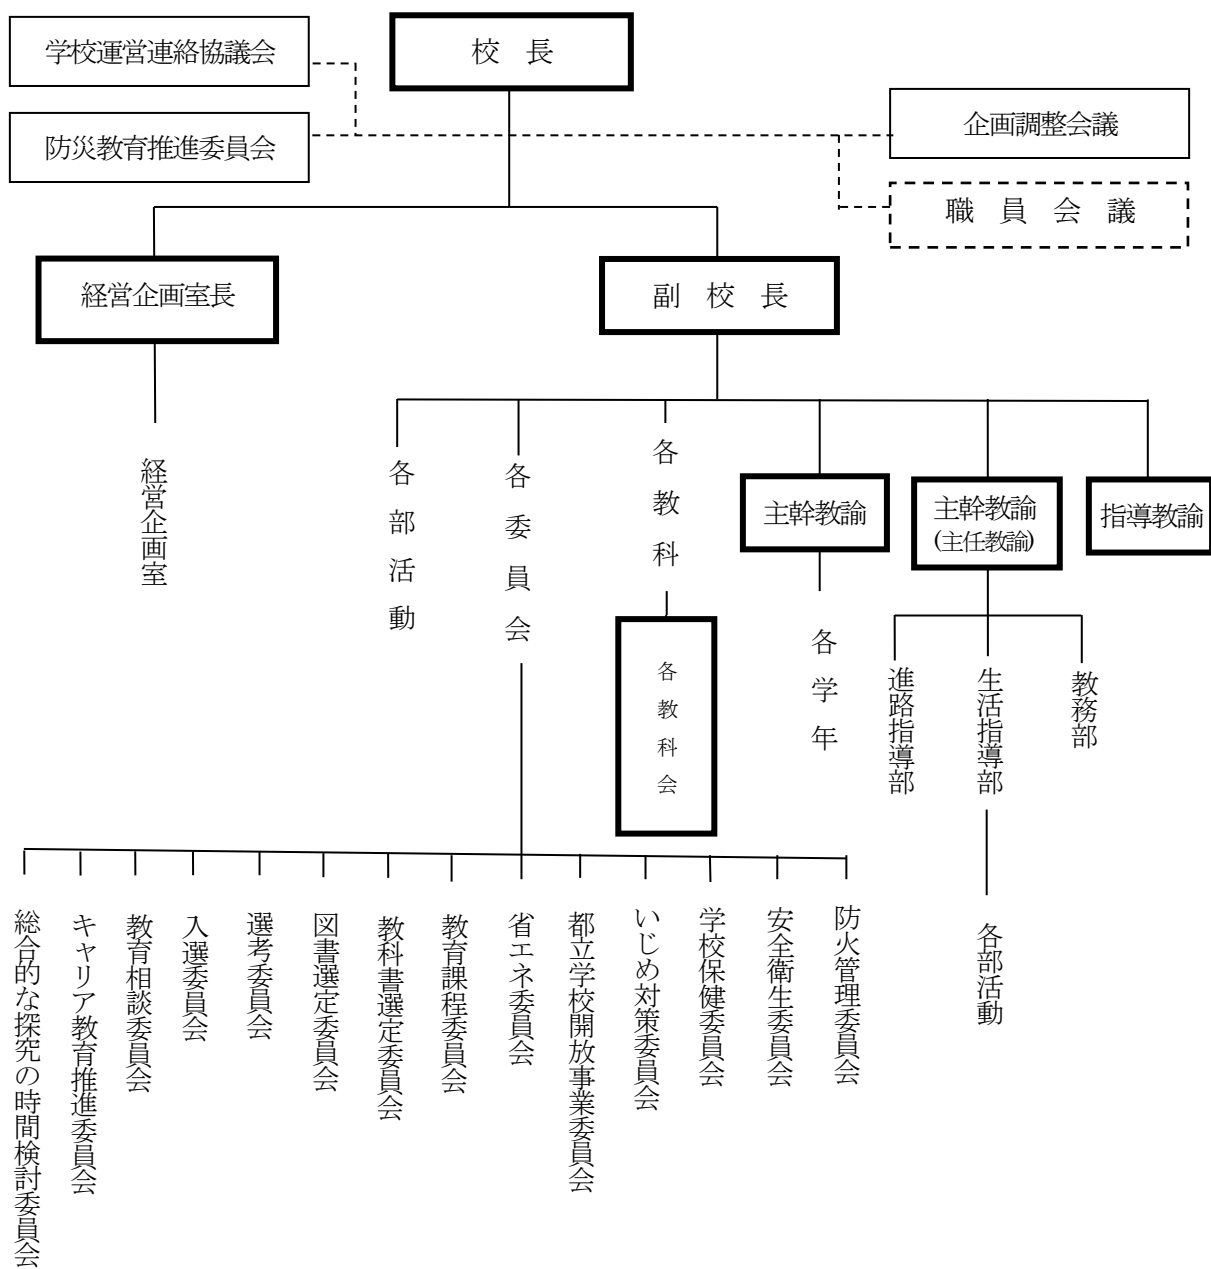 学校運営連絡協議会
校 長
防災教育推進委員会
企画調整会議
職 員 会 議
経営企画室長
副 校 長
経営企画室
各部活動
各委員会
各教科
各教科会
主幹教諭
各学年
主幹教諭
(主任教諭)
指導教諭
進路指導部
生活指導部
教務部
各部活動
総合的な探究の時間検討委員会
キャリア教育推進委員会
教育相談委員会
入選委員会
選考委員会
図書選定委員会
教科書選定委員会
教育課程委員会
省エネ委員会
都立学校開放事業委員会
いじめ対策委員会
学校保健委員会
安全衛生委員会
防火管理委員会